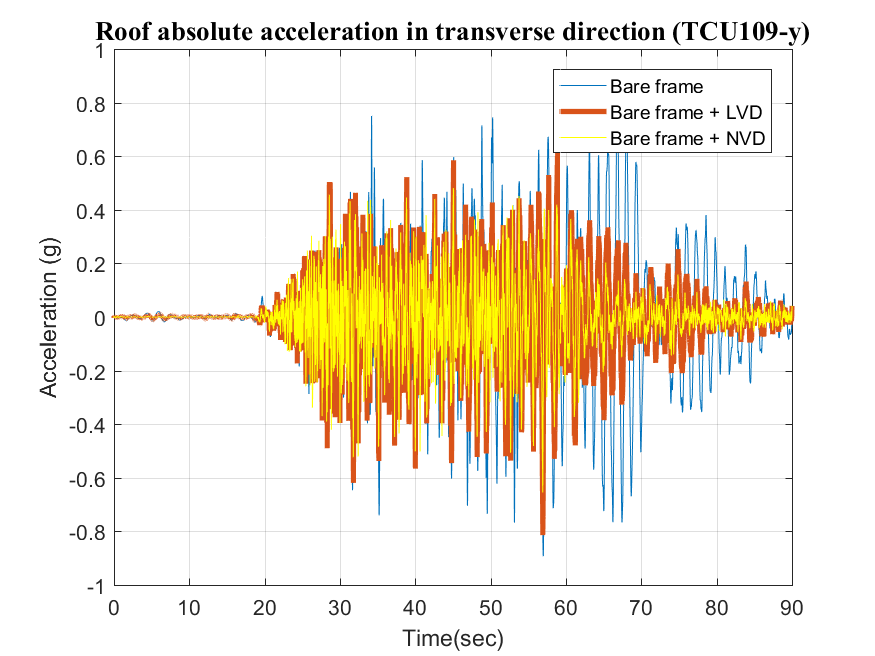 Roof absolute acceleration in transverse direction (TCU109-y)
1
0.8
0.6
0.4
0.2
0
-0.2
-0.4
-0.6
-0.8
-1
Acceleration (g)
Bare frame
Bare frame + LVD
Bare frame + NVD
0 10 20 30 40 50 60 70 80 90
Time(sec)